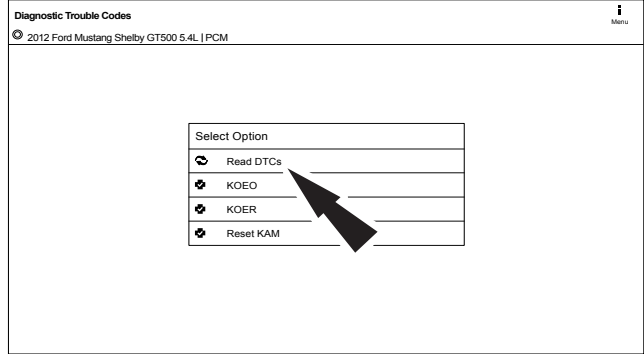 Diagnostic Trouble Codes
Menu
2012 Ford Mustang Shelby GT500 5.4L | PCM
Select Option
Read DTCs
KOEO
KOER
Reset KAM